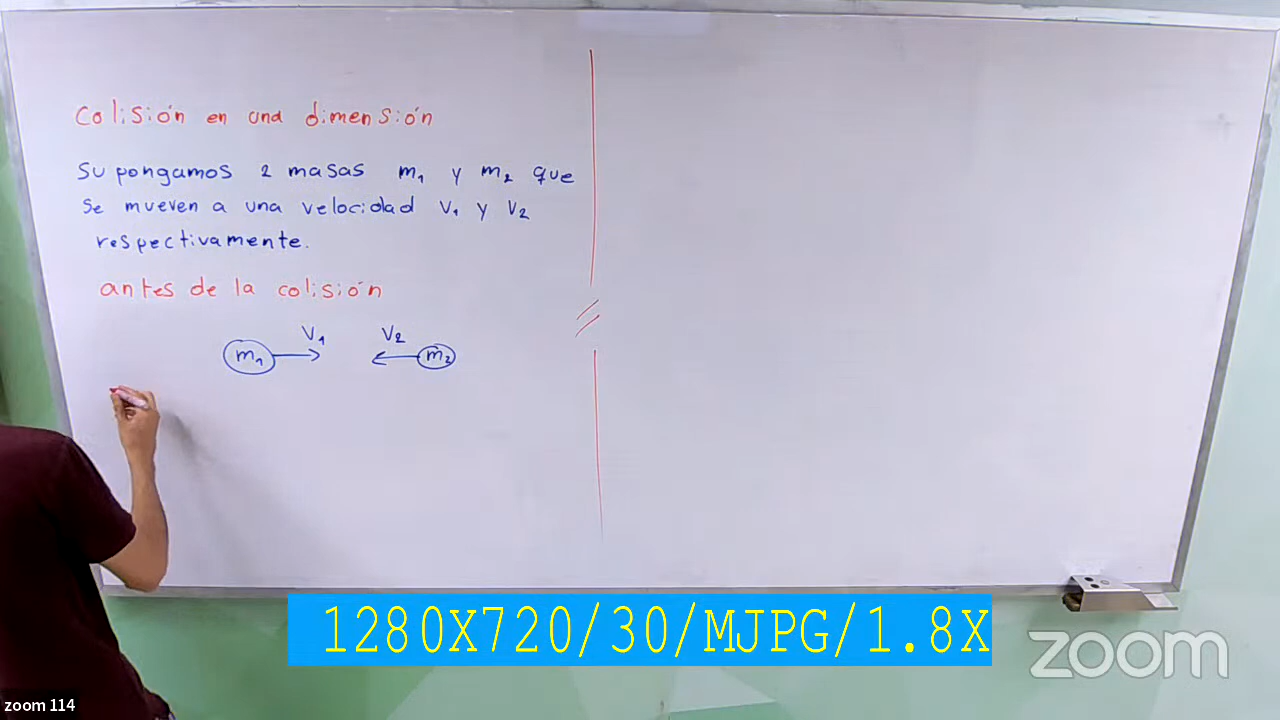 Colisión en una dimensión
Supongamos 2 masas m₁ y m₂ que
se mueven a una velocidad v₁ y v₂
respectivamente.
antes de la colisión
V₁ V₂
m₁ m₂
1280X720/30/MJPG/1.8X
zoom
zoom 114